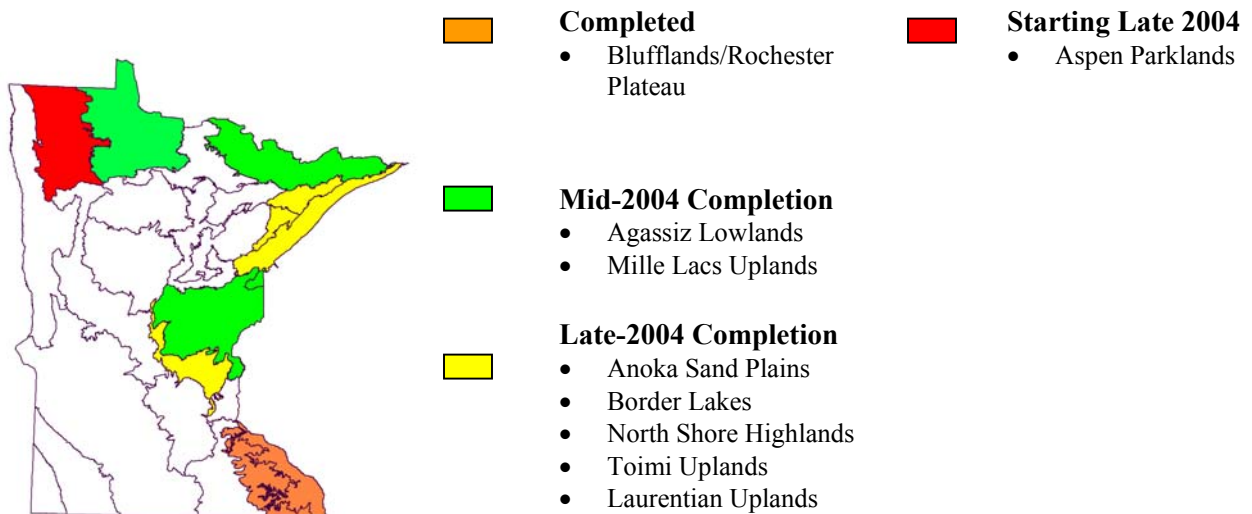 Completed
• Blufflands/Rochester
Plateau
Mid-2004 Completion
• Agassiz Lowlands
• Mille Lacs Uplands
Late-2004 Completion
• Anoka Sand Plains
• Border Lakes
• North Shore Highlands
• Toimi Uplands
• Laurentian Uplands
Starting Late 2004
• Aspen Parklands